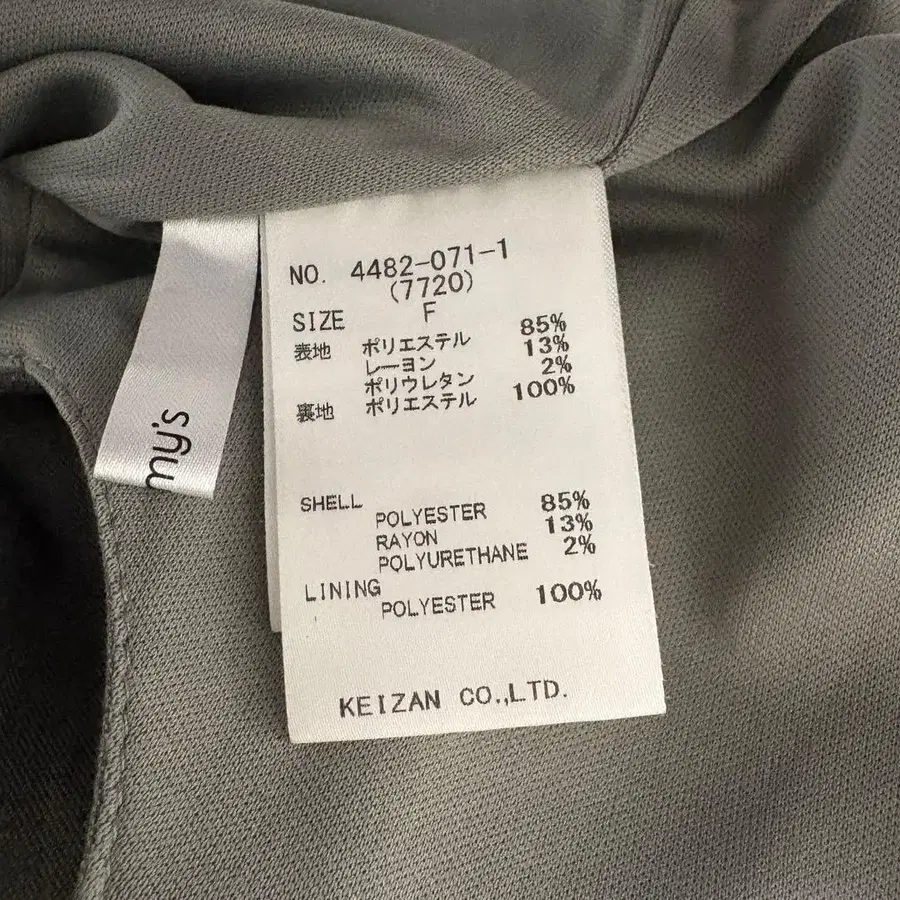 NO. 4482-071-1
(7720)
SIZE F
表地 ポリエステル 85%
レーヨン 13%
ポリウレタン 2%
裏地 ポリエステル 100%
SHELL
POLYESTER 85%
RAYON 13%
POLYURETHANE 2%
LINING
POLYESTER 100%
KEIZAN CO.,LTD.
my's